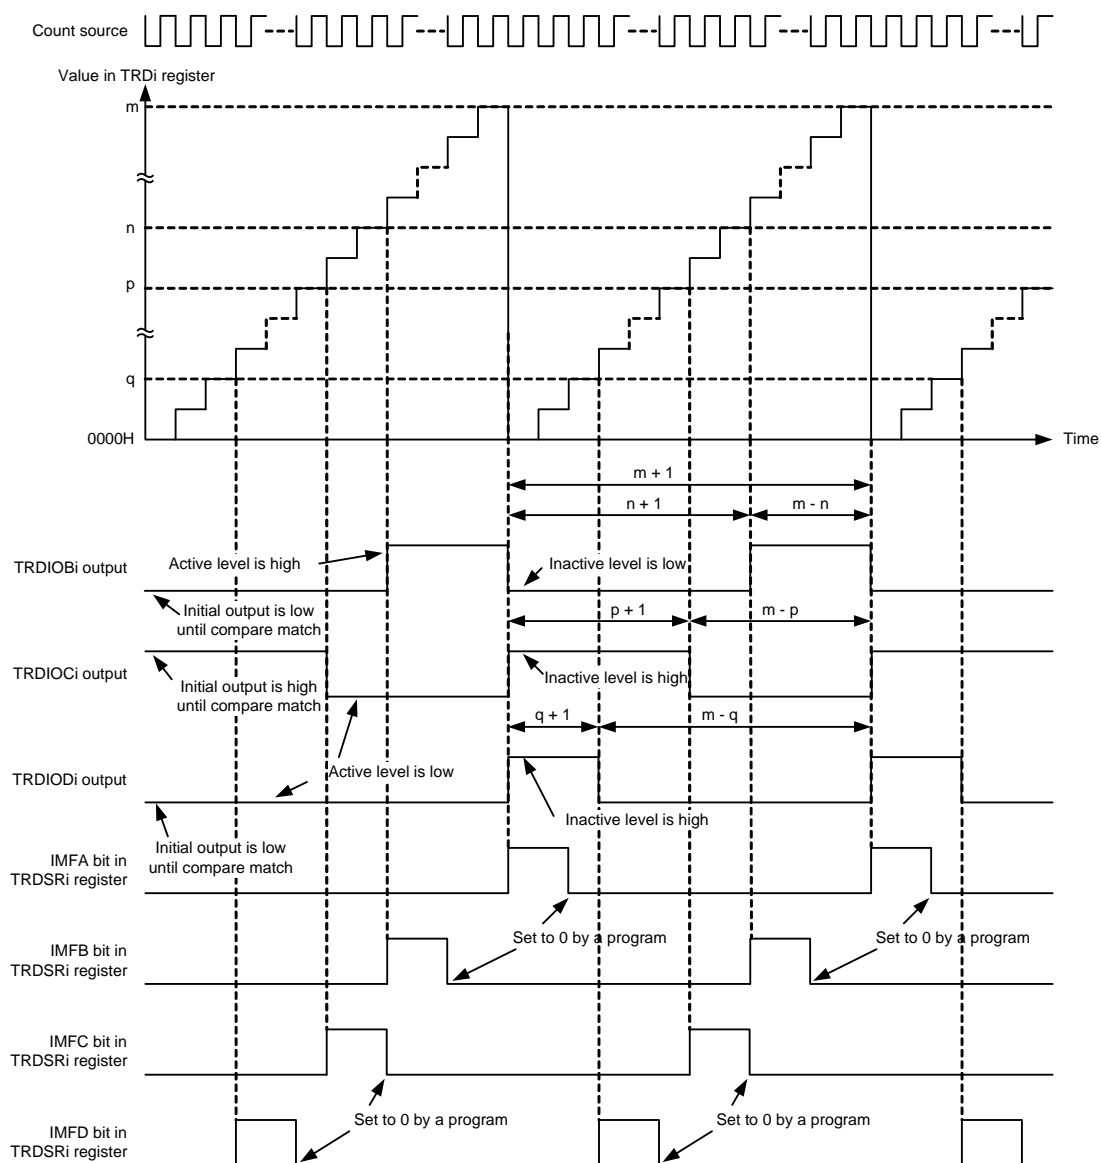 Count source
Value in TRDi register
m
n
p
q
0000H
Time
m + 1
n + 1
m - n
TRDIOBi output
Active level is high
Inactive level is low
Initial output is low
until compare match
p + 1
m - p
TRDIOCi output
Initial output is high
until compare match
Inactive level is high
q + 1
m - q
TRDIODi output
Active level is low
Inactive level is high
Initial output is low
until compare match
IMFA bit in
TRDSRi register
Set to 0 by a program
Set to 0 by a program
IMFB bit in
TRDSRi register
IMFC bit in
TRDSRi register
Set to 0 by a program
Set to 0 by a program
IMFD bit in
TRDSRi register